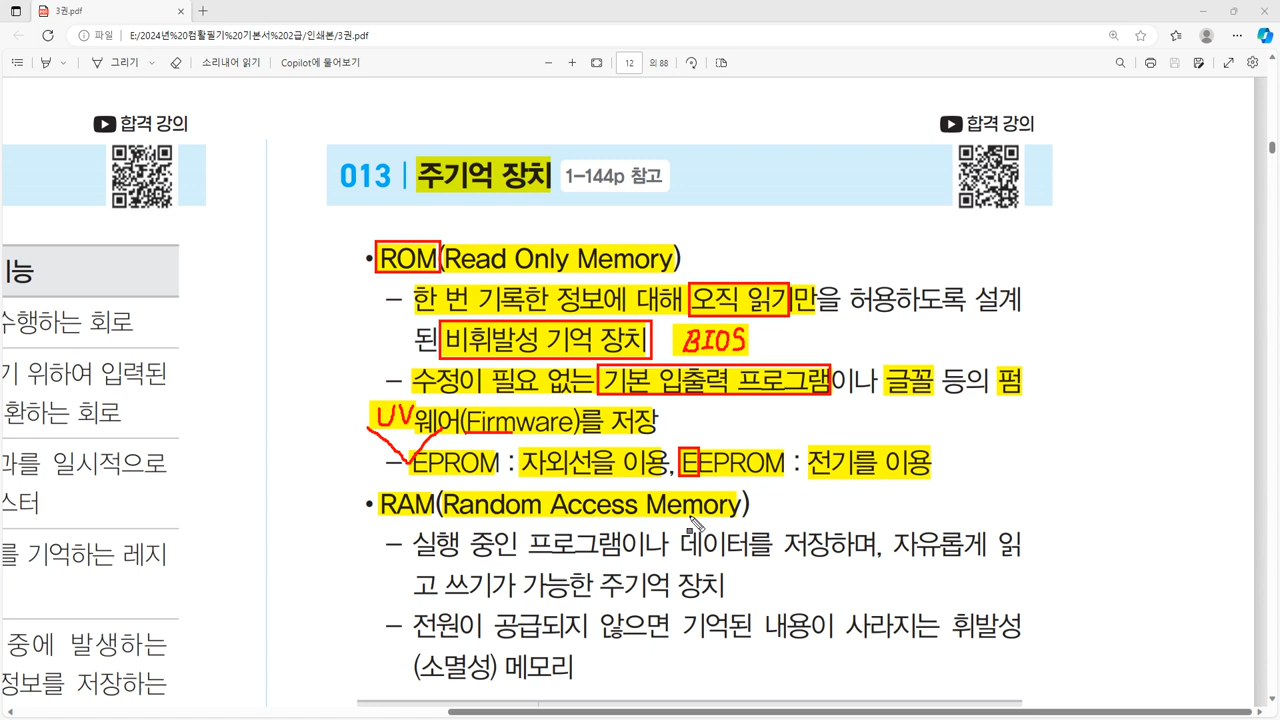 3권.pdf
파일 E:/2024년%20컴활필기%20기본서%202급/인쇄본/3권.pdf
그리기 소리내어 읽기 Copilot에 물어보기 12 의 88
합격 강의
합격 강의
013 주기억 장치 1-144p 참고
능
수행하는 회로
기 위하여 입력된
환하는 회로
과를 일시적으로
스터
를 기억하는 레지
중에 발생하는
정보를 저장하는
• ROM(Read Only Memory)
– 한 번 기록한 정보에 대해 오직 읽기만을 허용하도록 설계
된 비휘발성 기억 장치 BIOS
– 수정이 필요 없는 기본 입출력 프로그램이나 글꼴 등의 펌
UV 웨어(Firmware)를 저장
– EPROM : 자외선을 이용, EEPROM : 전기를 이용
• RAM(Random Access Memory)
– 실행 중인 프로그램이나 데이터를 저장하며, 자유롭게 읽
고 쓰기가 가능한 주기억 장치
– 전원이 공급되지 않으면 기억된 내용이 사라지는 휘발성
(소멸성) 메모리